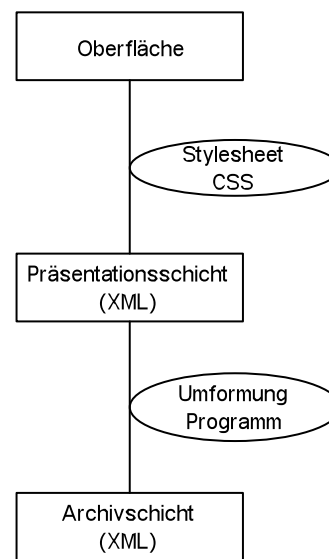 Oberfläche
Stylesheet
CSS
Präsentationsschicht
(XML)
Umformung
Programm
Archivschicht
(XML)